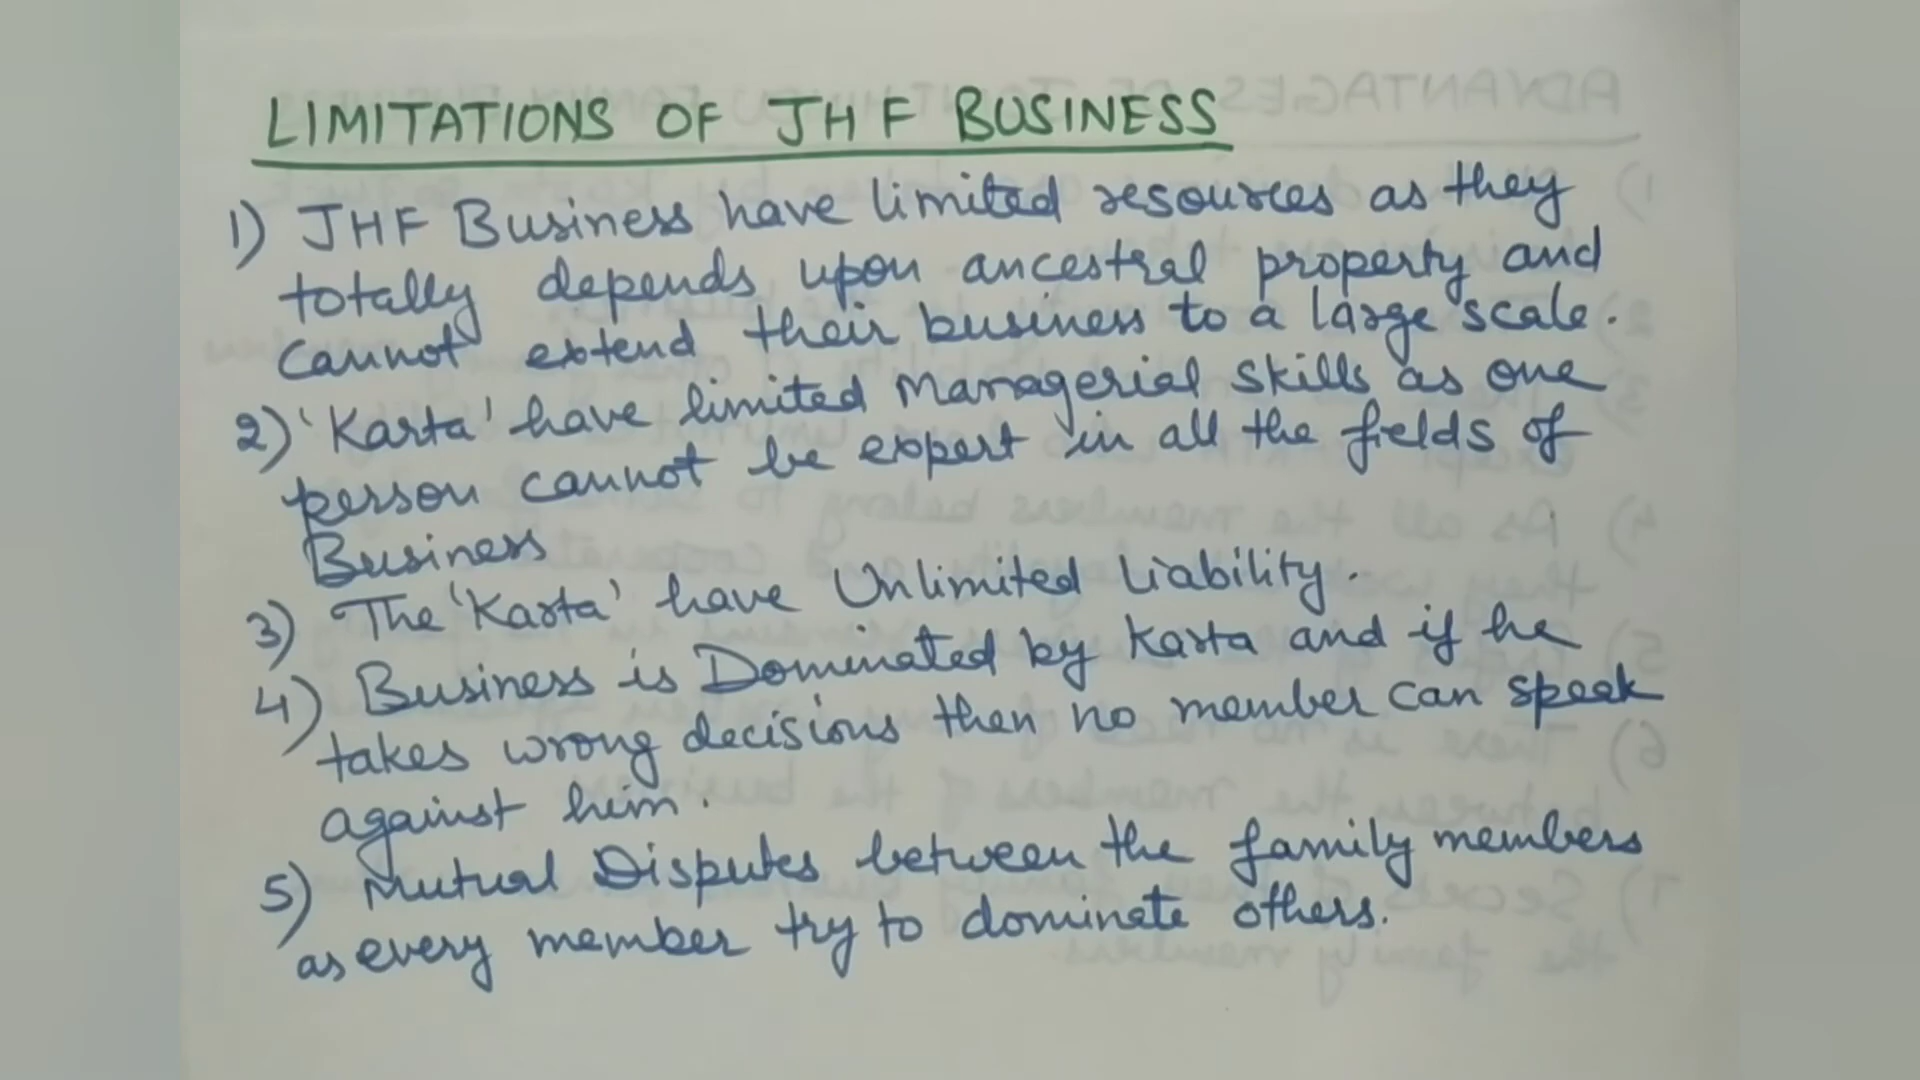 LIMITATIONS OF JHF BUSINESS
1) JHF Business have limited resources as they
totally depends upon ancestral property and
cannot extend their business to a large scale.
2) 'Karta' have limited Managerial skills as one
person cannot be expert in all the fields of
Business
3) The 'Karta' have Unlimited Liability.
4) Business is Dominated by Karta and if he
takes wrong decisions then no member can speak
against him.
5) Mutual Disputes between the family members
as every member try to dominate others.